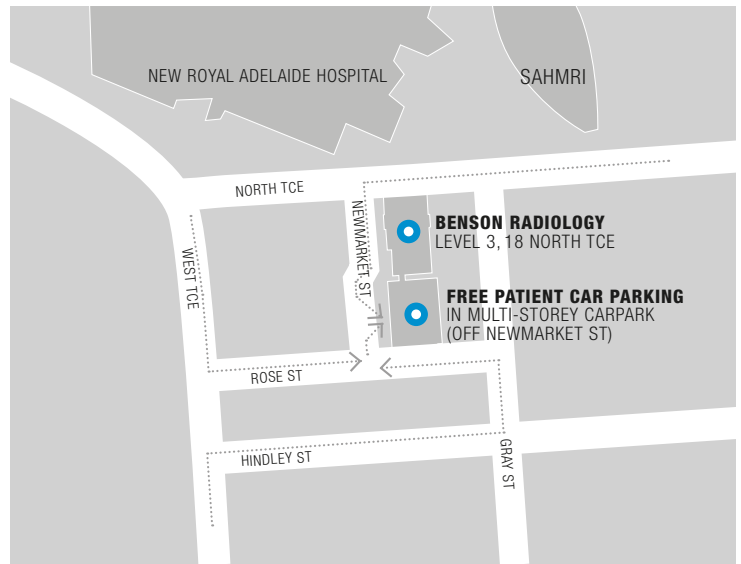 NEW ROYAL ADELAIDE HOSPITAL
SAHMRI
NORTH TCE
NEWMARKET ST
BENSON RADIOLOGY
LEVEL 3, 18 NORTH TCE
WEST TCE
FREE PATIENT CAR PARKING
IN MULTI-STOREY CARPARK
(OFF NEWMARKET ST)
ROSE ST
HINDLEY ST
GRAY ST